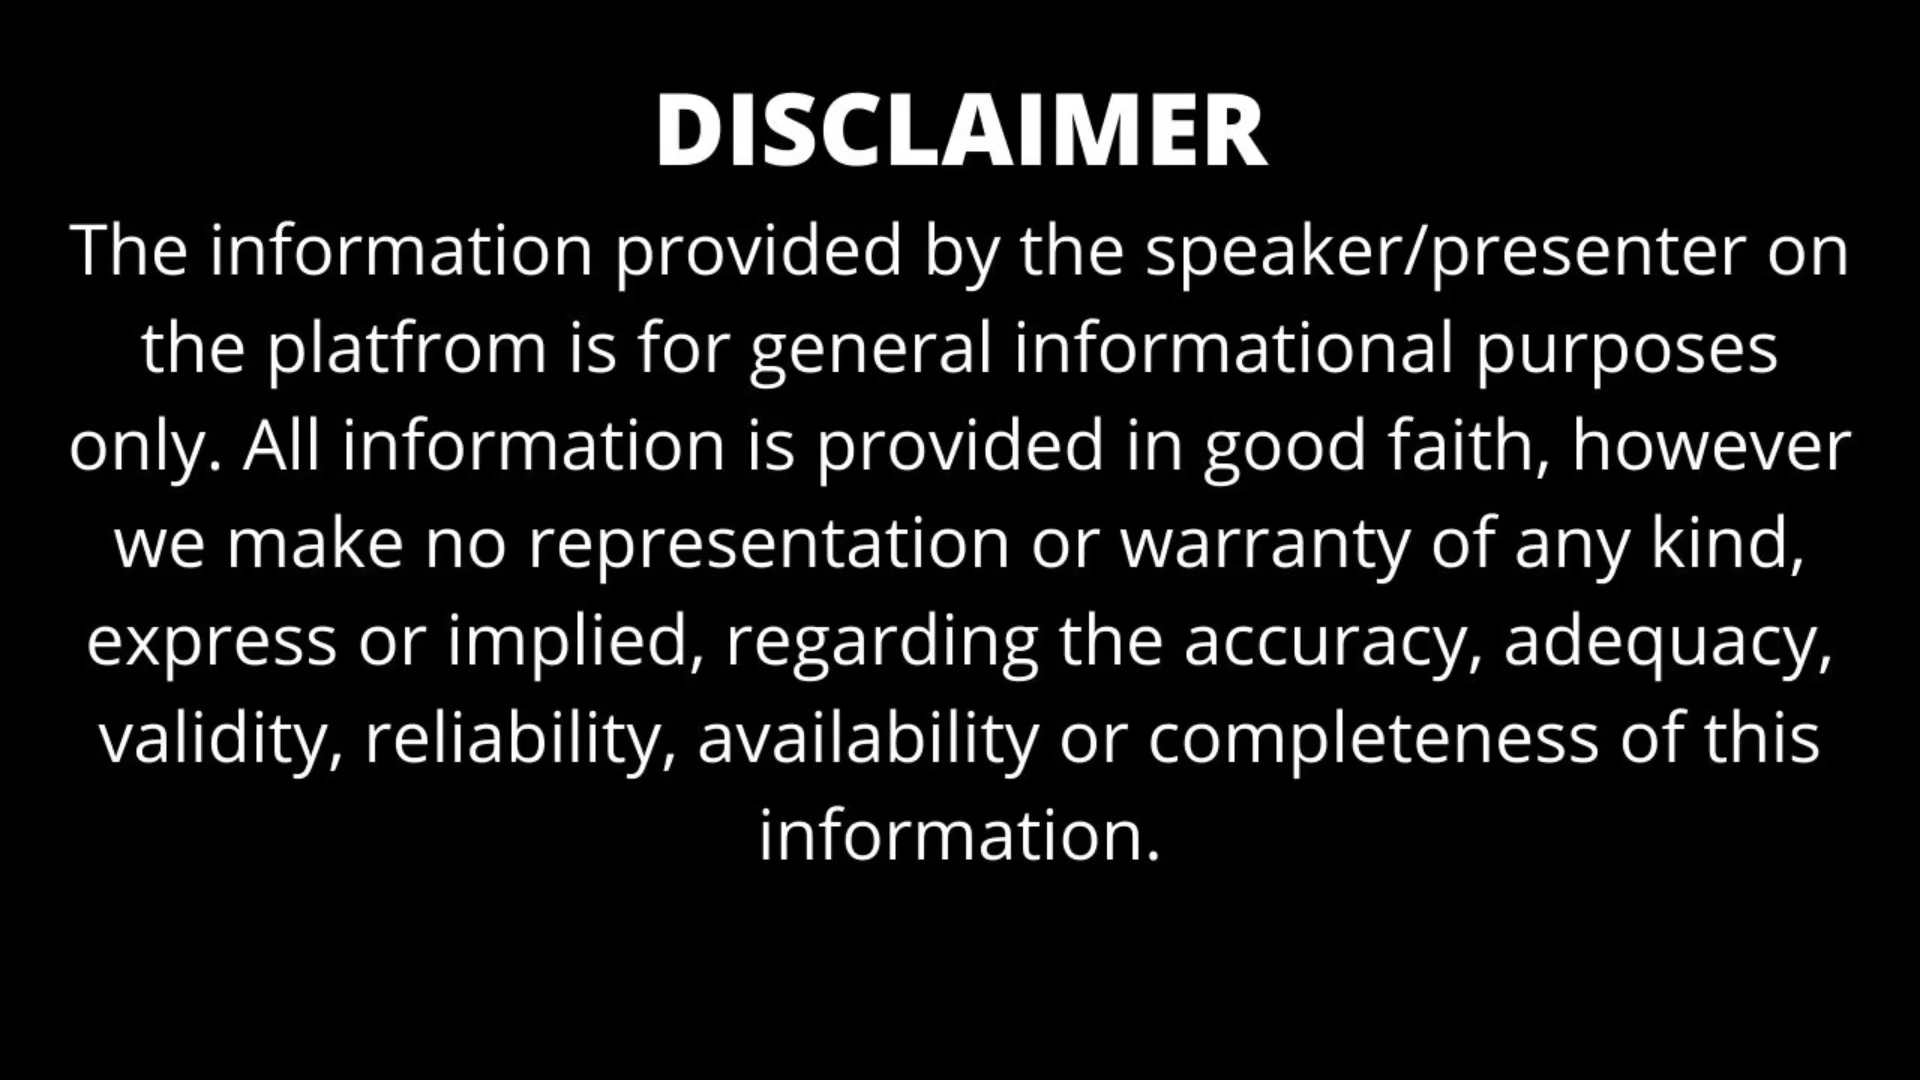 DISCLAIMER
The information provided by the speaker/presenter on
the platfrom is for general informational purposes
only. All information is provided in good faith, however
we make no representation or warranty of any kind,
express or implied, regarding the accuracy, adequacy,
validity, reliability, availability or completeness of this
information.